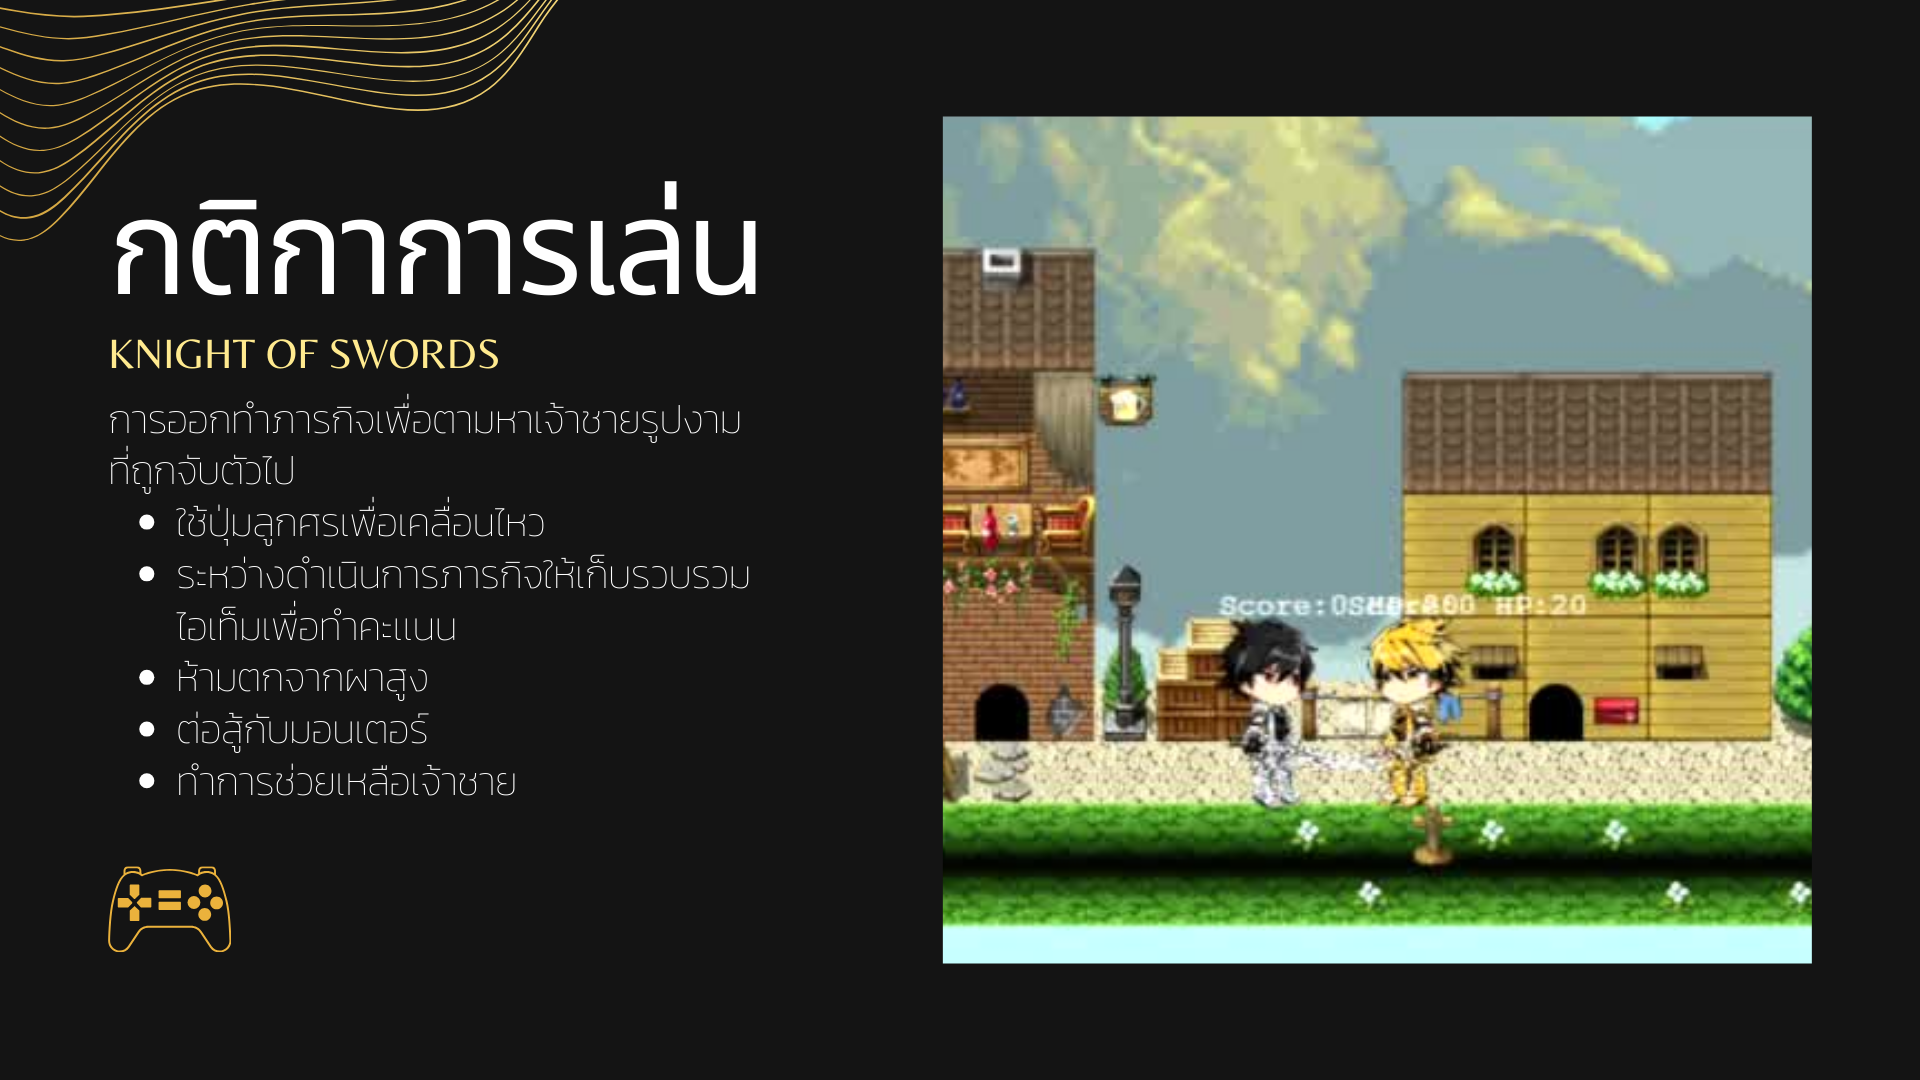 กติกาการเล่น
KNIGHT OF SWORDS
การออกทำภารกิจเพื่อตามหาเจ้าชายรูปงาม
ที่ถูกจับตัวไป
ใช้ปุ่มลูกศรเพื่อเคลื่อนไหว
ระหว่างดำเนินการภารกิจให้เก็บรวบรวม
ไอเท็มเพื่อทำคะแนน
ห้ามตกจากผาสูง
ต่อสู้กับมอนเตอร์
ทำการช่วยเหลือเจ้าชาย
Score:0 HP:20